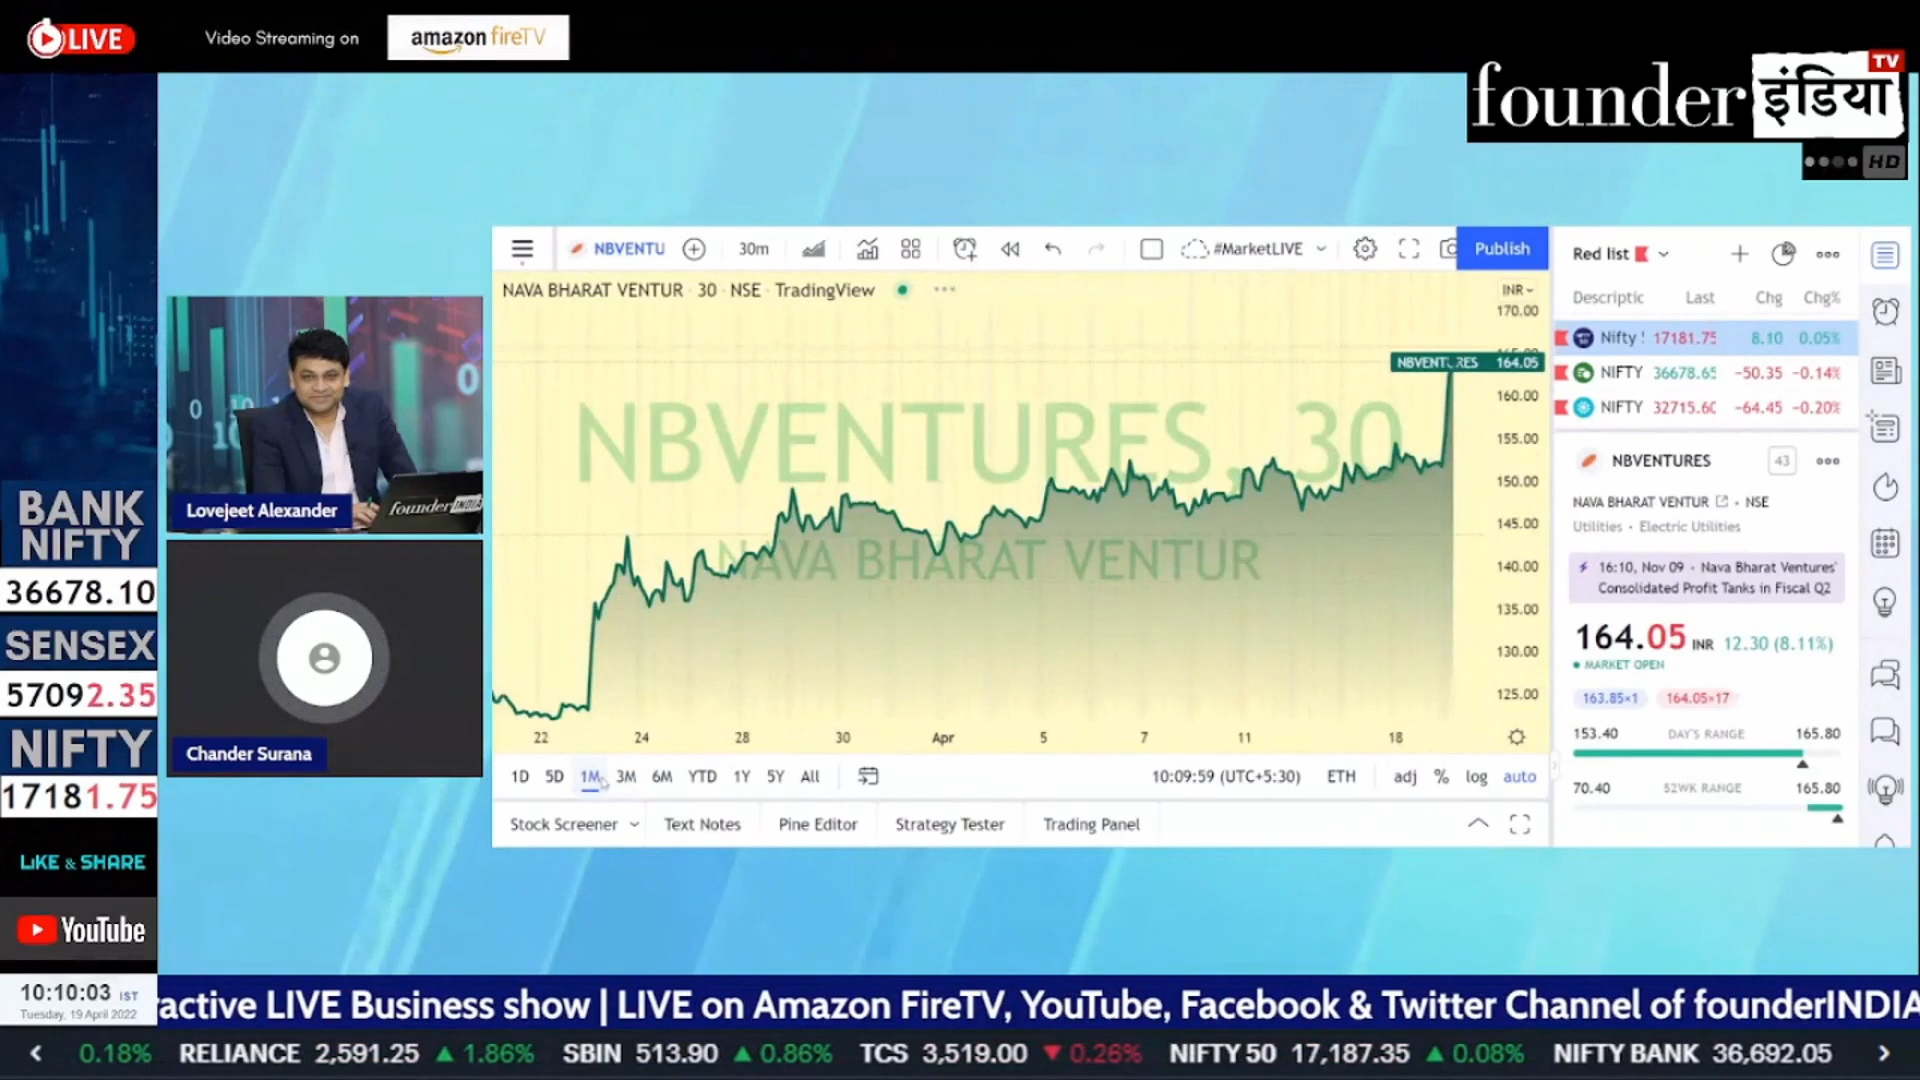 LIVE
Video Streaming on
amazon fireTV
founder इंडिया
TV
HD
BANK
NIFTY
36678.10
SENSEX
57092.35
NIFTY
17181.75
LIKE & SHARE
YouTube
10:10:03 IST
Tuesday, 19 April 2022
Lovejeet Alexander
founder INDIA
Chander Surana
NBVENTU
30m
#MarketLIVE
Publish
NAVA BHARAT VENTUR · 30 · NSE · TradingView
INR
170.00
NBVENTURES 164.05
160.00
155.00
150.00
145.00
140.00
135.00
130.00
125.00
NBVENTURES, 30
NAVA BHARAT VENTUR
22 24 28 30 Apr 5 7 11 18
1D 5D 1M 3M 6M YTD 1Y 5Y All
10:09:59 (UTC+5:30) ETH adj % log auto
Stock Screener Text Notes Pine Editor Strategy Tester Trading Panel
Red list
Descriptic Last Chg Chg%
Nifty 17181.75 8.10 0.05%
NIFTY 36678.65 −50.35 −0.14%
NIFTY 32715.60 −64.45 −0.20%
NBVENTURES 43
NAVA BHARAT VENTUR • NSE
Utilities • Electric Utilities
16:10, Nov 09 • Nava Bharat Ventures'
Consolidated Profit Tanks in Fiscal Q2
164.05 INR 12.30 (8.11%)
MARKET OPEN
163.85×1 164.05×17
153.40 DAY'S RANGE 165.80
70.40 52WK RANGE 165.80
ractive LIVE Business show | LIVE on Amazon FireTV, YouTube, Facebook & Twitter Channel of founderINDIA
0.18% RELIANCE 2,591.25 ▲ 1.86% SBIN 513.90 ▲ 0.86% TCS 3,519.00 ▼ 0.26% NIFTY 50 17,187.35 ▲ 0.08% NIFTY BANK 36,692.05